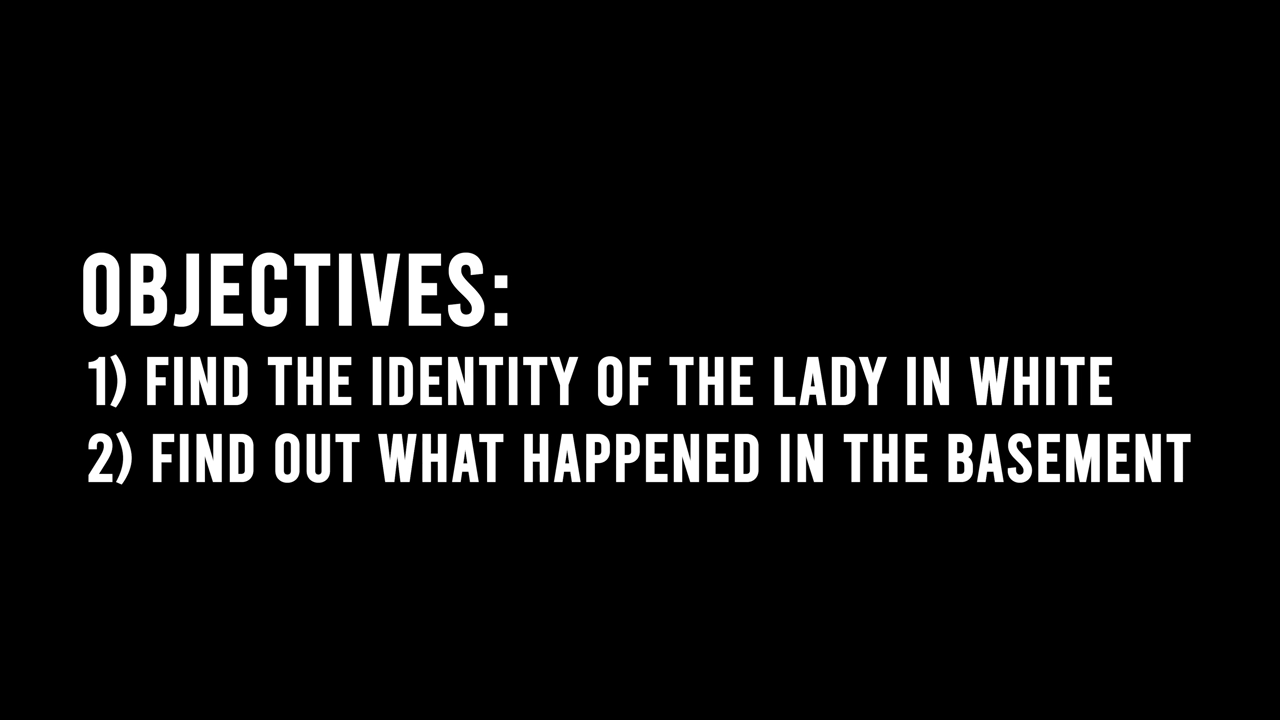 OBJECTIVES:
1) FIND THE IDENTITY OF THE LADY IN WHITE
2) FIND OUT WHAT HAPPENED IN THE BASEMENT